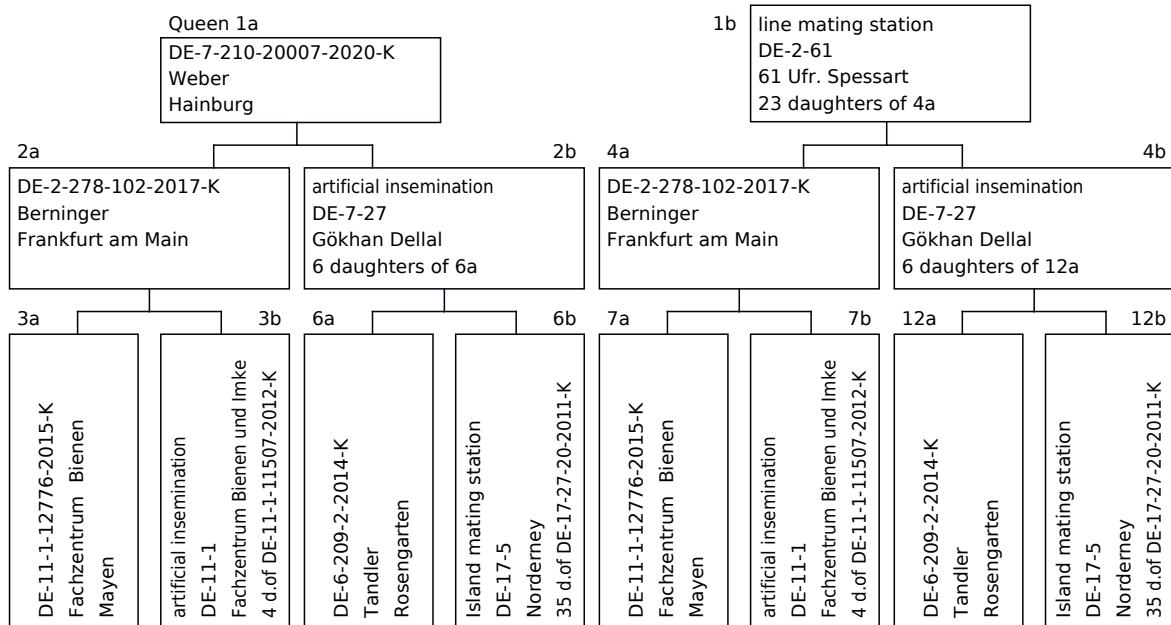 Queen 1a
DE-7-210-20007-2020-K
Weber
Hainburg
1b
line mating station
DE-2-61
61 Ufr. Spessart
23 daughters of 4a
2a
DE-2-278-102-2017-K
Berninger
Frankfurt am Main
2b
artificial insemination
DE-7-27
Gökhan Dellal
6 daughters of 6a
4a
DE-2-278-102-2017-K
Berninger
Frankfurt am Main
4b
artificial insemination
DE-7-27
Gökhan Dellal
6 daughters of 12a
3a
DE-11-1-12776-2015-K
Fachzentrum Bienen
Mayen
3b
artificial insemination
DE-11-1
Fachzentrum Bienen und Imke
4 d.of DE-11-1-11507-2012-K
6a
DE-6-209-2-2014-K
Tandler
Rosengarten
6b
Island mating station
DE-17-5
Norderney
35 d.of DE-17-27-20-2011-K
7a
DE-11-1-12776-2015-K
Fachzentrum Bienen
Mayen
7b
artificial insemination
DE-11-1
Fachzentrum Bienen und Imke
4 d.of DE-11-1-11507-2012-K
12a
DE-6-209-2-2014-K
Tandler
Rosengarten
12b
Island mating station
DE-17-5
Norderney
35 d.of DE-17-27-20-2011-K